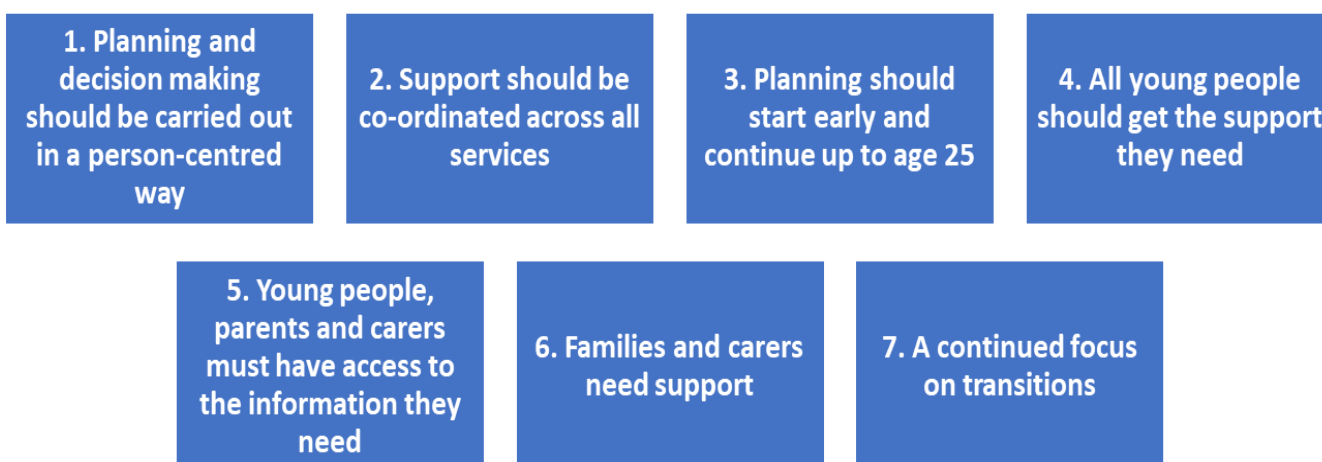 1. Planning and
decision making
should be carried out
in a person-centred
way
2. Support should be
co-ordinated across all
services
3. Planning should
start early and
continue up to age 25
4. All young people
should get the support
they need
5. Young people,
parents and carers
must have access to
the information they
need
6. Families and carers
need support
7. A continued focus
on transitions